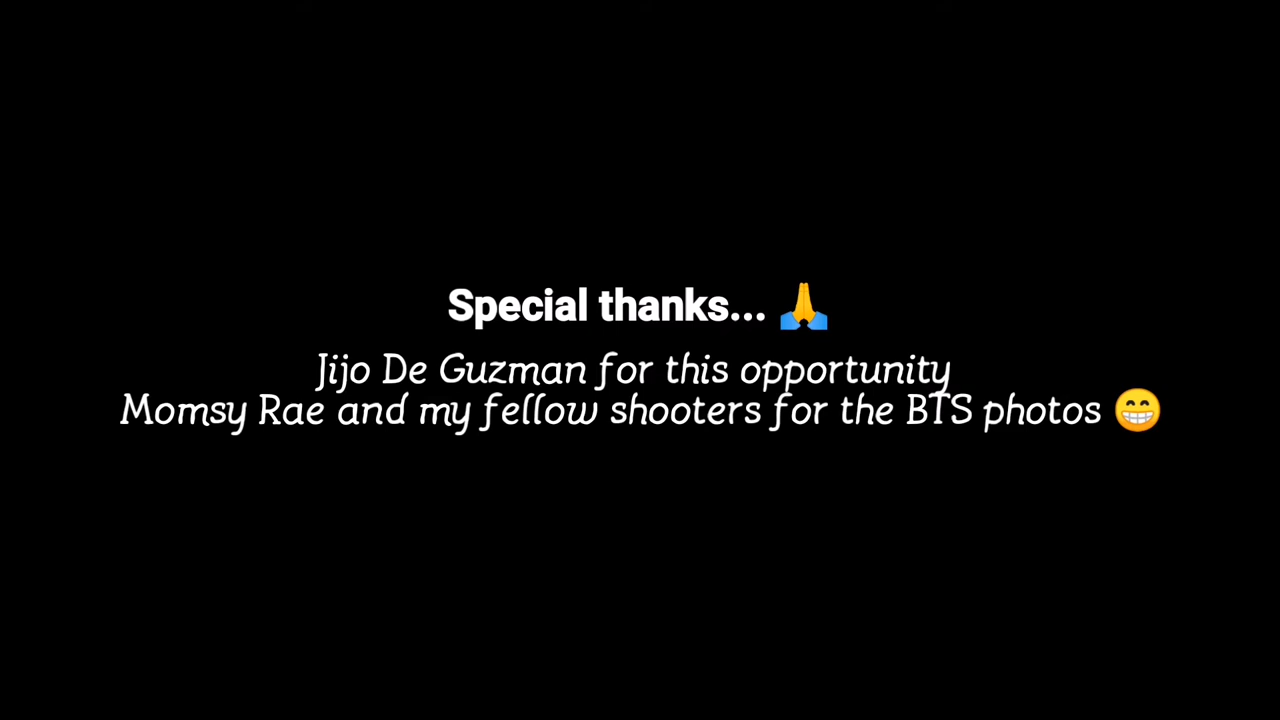 Special thanks... 🙏
Jijo De Guzman for this opportunity
Momsy Rae and my fellow shooters for the BTS photos 😁